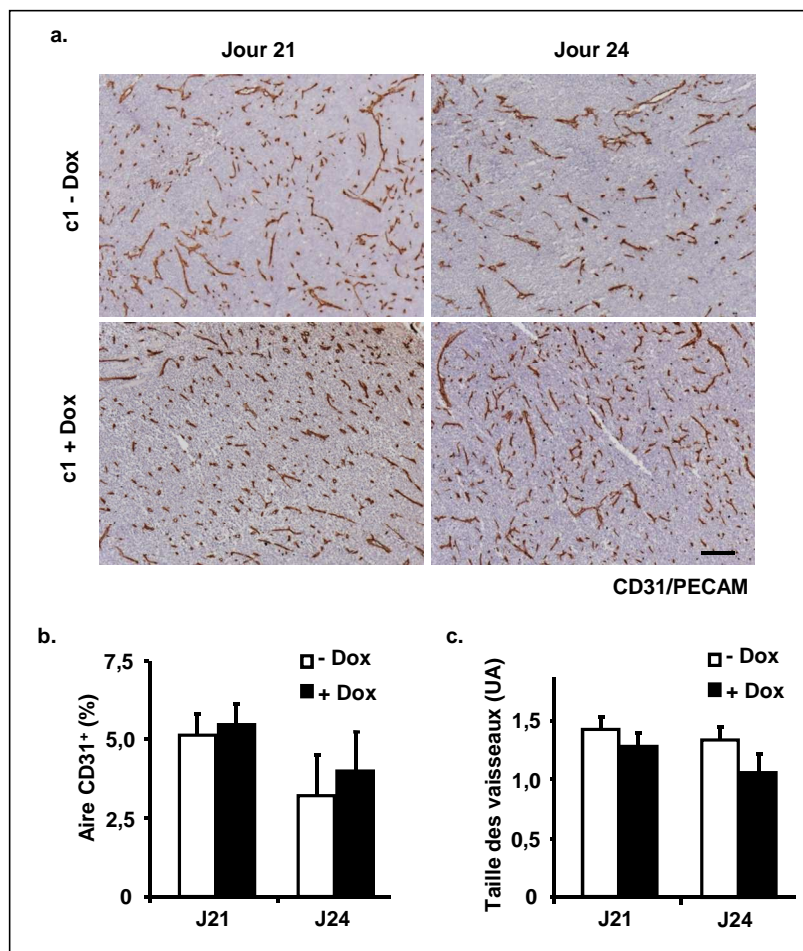 a.
Jour 21
Jour 24
c1 - Dox
c1 + Dox
CD31/PECAM
b.
Aire CD31⁺ (%)
7,5
5,0
2,5
0
- Dox
+ Dox
J21
J24
c.
Taille des vaisseaux (UA)
1,5
1,0
0,5
0
- Dox
+ Dox
J21
J24